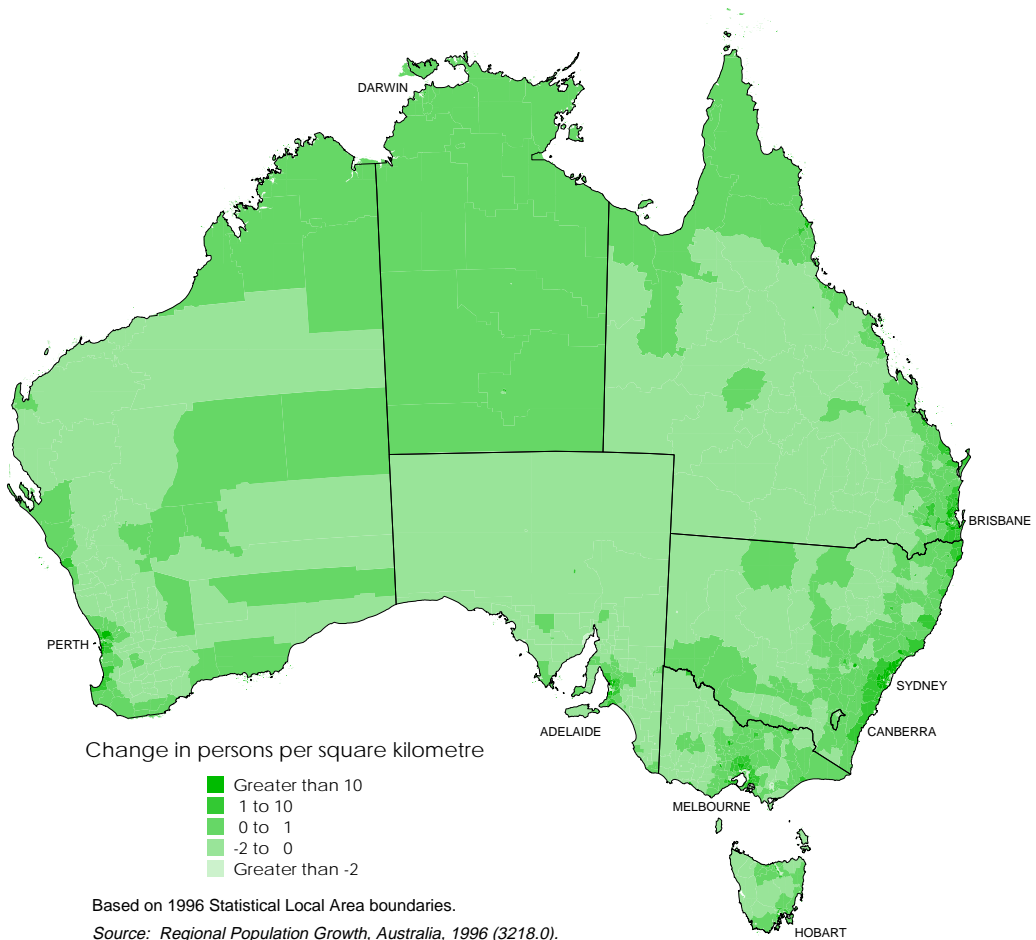 DARWIN
BRISBANE
PERTH
SYDNEY
ADELAIDE
CANBERRA
Change in persons per square kilometre
Greater than 10
1 to 10
MELBOURNE
0 to 1
-2 to 0
Greater than -2
Based on 1996 Statistical Local Area boundaries.
HOBART
Source: Regional Population Growth, Australia, 1996 (3218.0).